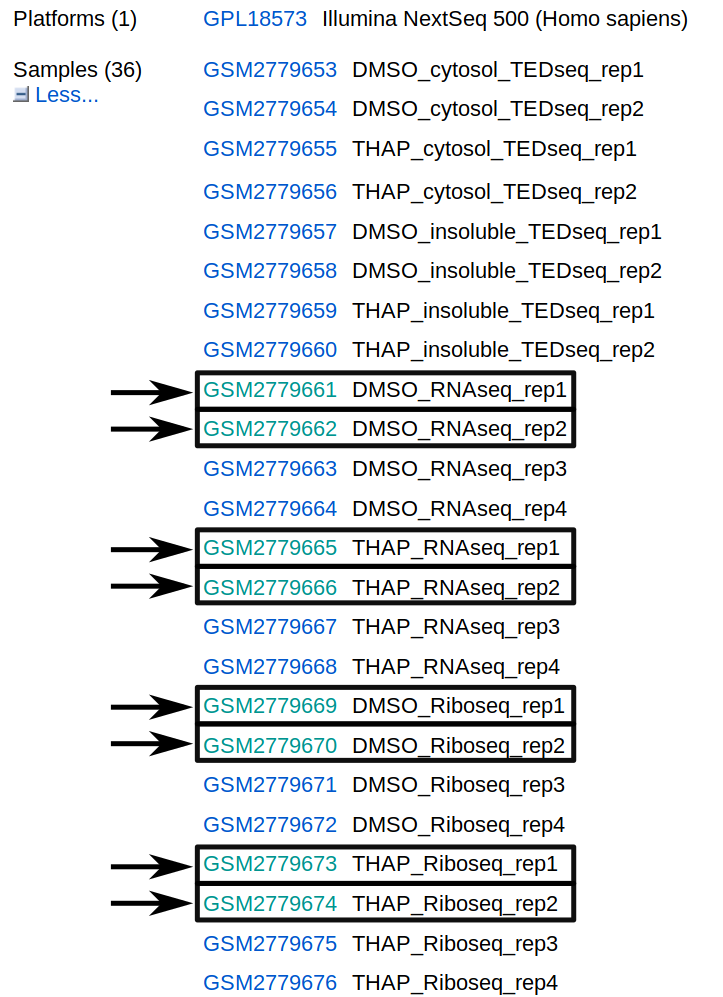 Platforms (1) GPL18573 Illumina NextSeq 500 (Homo sapiens)
Samples (36) GSM2779653 DMSO_cytosol_TEDseq_rep1
Less... GSM2779654 DMSO_cytosol_TEDseq_rep2
GSM2779655 THAP_cytosol_TEDseq_rep1
GSM2779656 THAP_cytosol_TEDseq_rep2
GSM2779657 DMSO_insoluble_TEDseq_rep1
GSM2779658 DMSO_insoluble_TEDseq_rep2
GSM2779659 THAP_insoluble_TEDseq_rep1
GSM2779660 THAP_insoluble_TEDseq_rep2
GSM2779661 DMSO_RNAseq_rep1
GSM2779662 DMSO_RNAseq_rep2
GSM2779663 DMSO_RNAseq_rep3
GSM2779664 DMSO_RNAseq_rep4
GSM2779665 THAP_RNAseq_rep1
GSM2779666 THAP_RNAseq_rep2
GSM2779667 THAP_RNAseq_rep3
GSM2779668 THAP_RNAseq_rep4
GSM2779669 DMSO_Riboseq_rep1
GSM2779670 DMSO_Riboseq_rep2
GSM2779671 DMSO_Riboseq_rep3
GSM2779672 DMSO_Riboseq_rep4
GSM2779673 THAP_Riboseq_rep1
GSM2779674 THAP_Riboseq_rep2
GSM2779675 THAP_Riboseq_rep3
GSM2779676 THAP_Riboseq_rep4